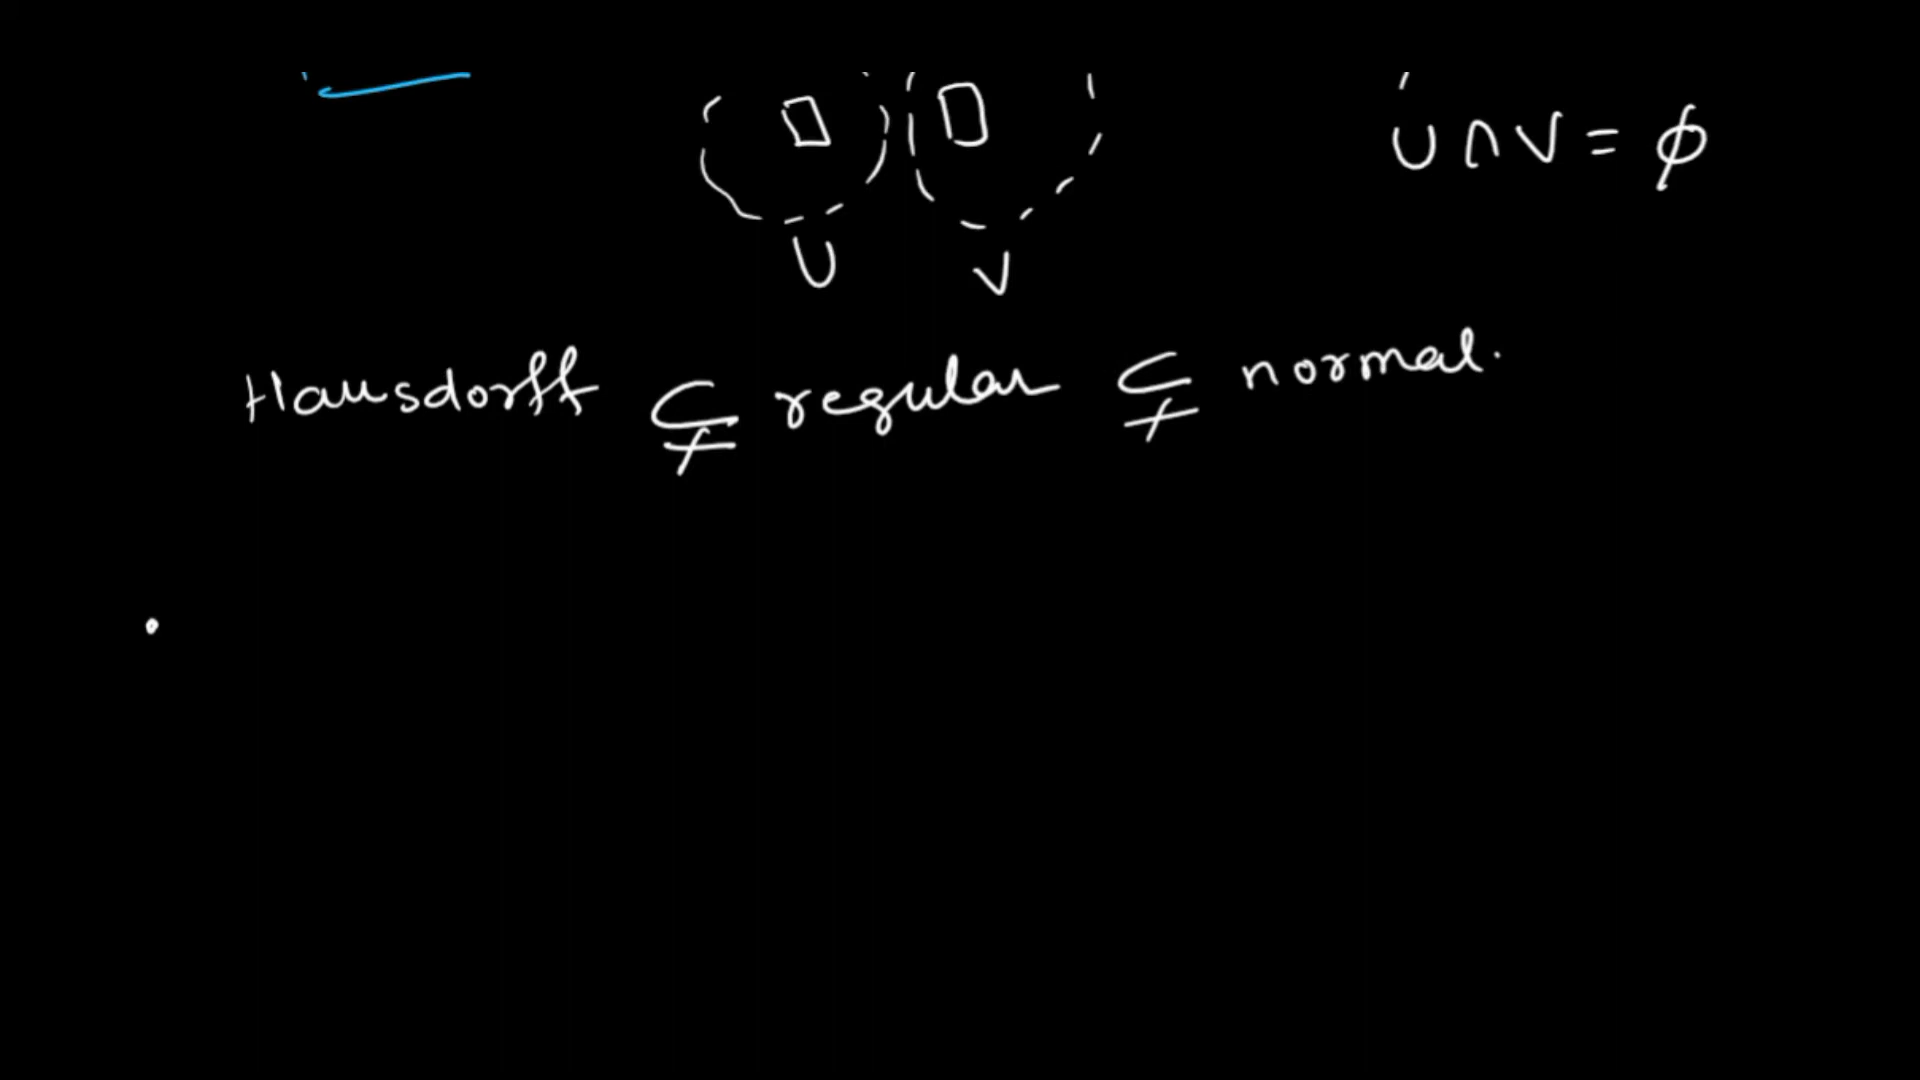 U ∩ V = ϕ
U V
Hausdorff ⊊ regular ⊊ normal.